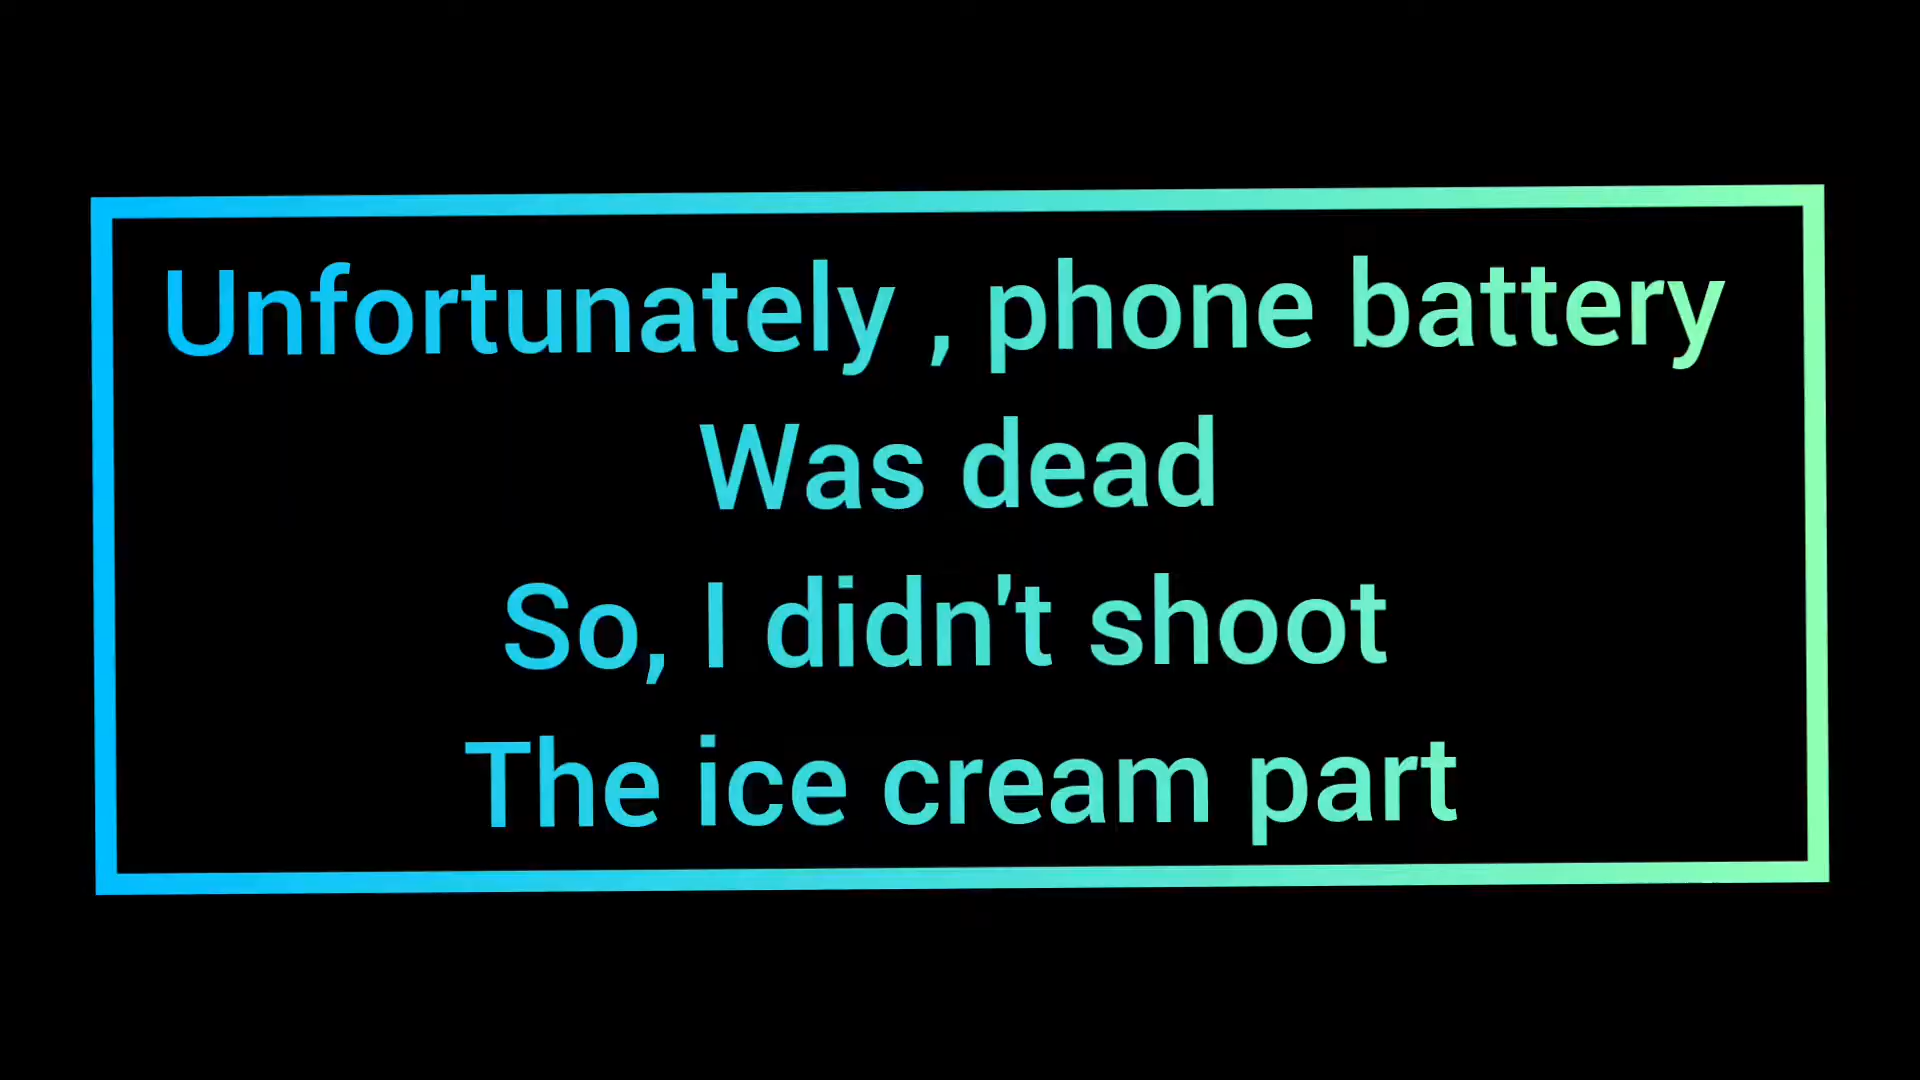 Unfortunately , phone battery
Was dead
So, I didn't shoot
The ice cream part